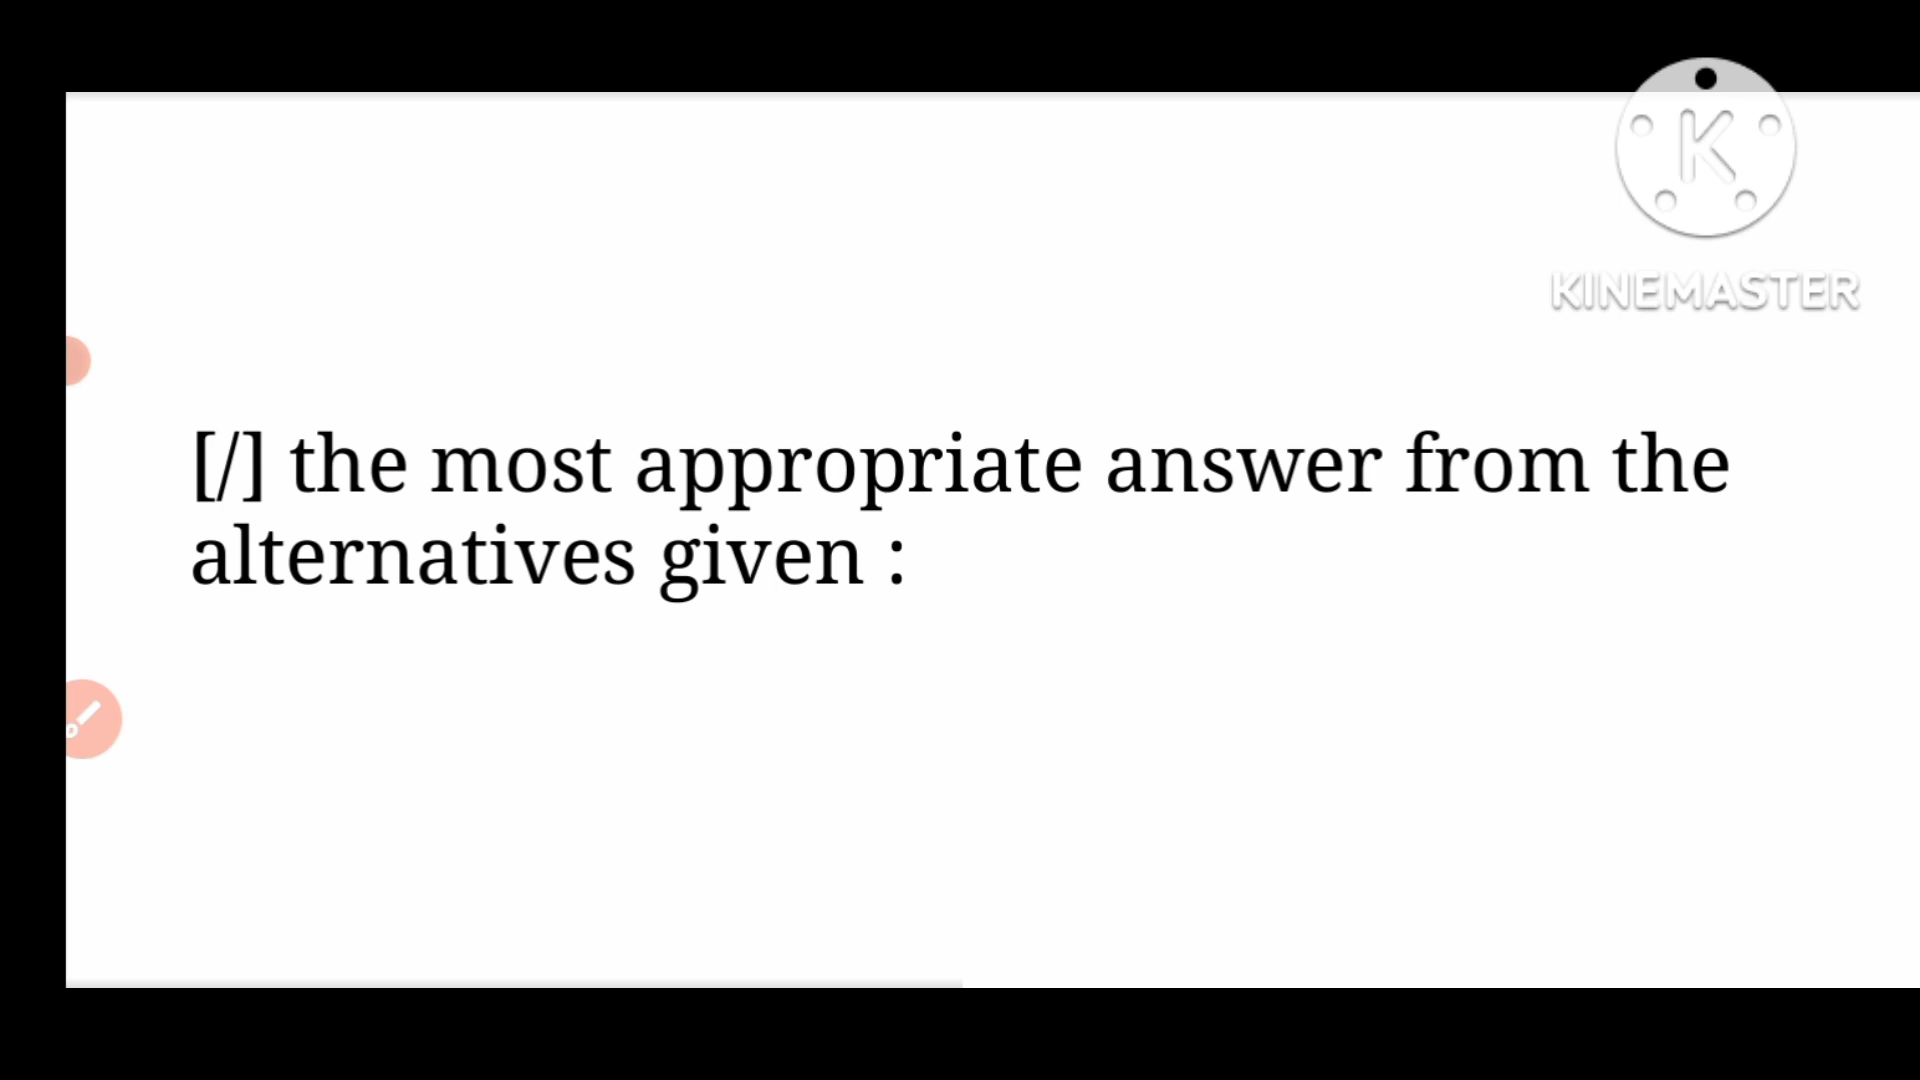 K
KINEMASTER
[/] the most appropriate answer from the
alternatives given :